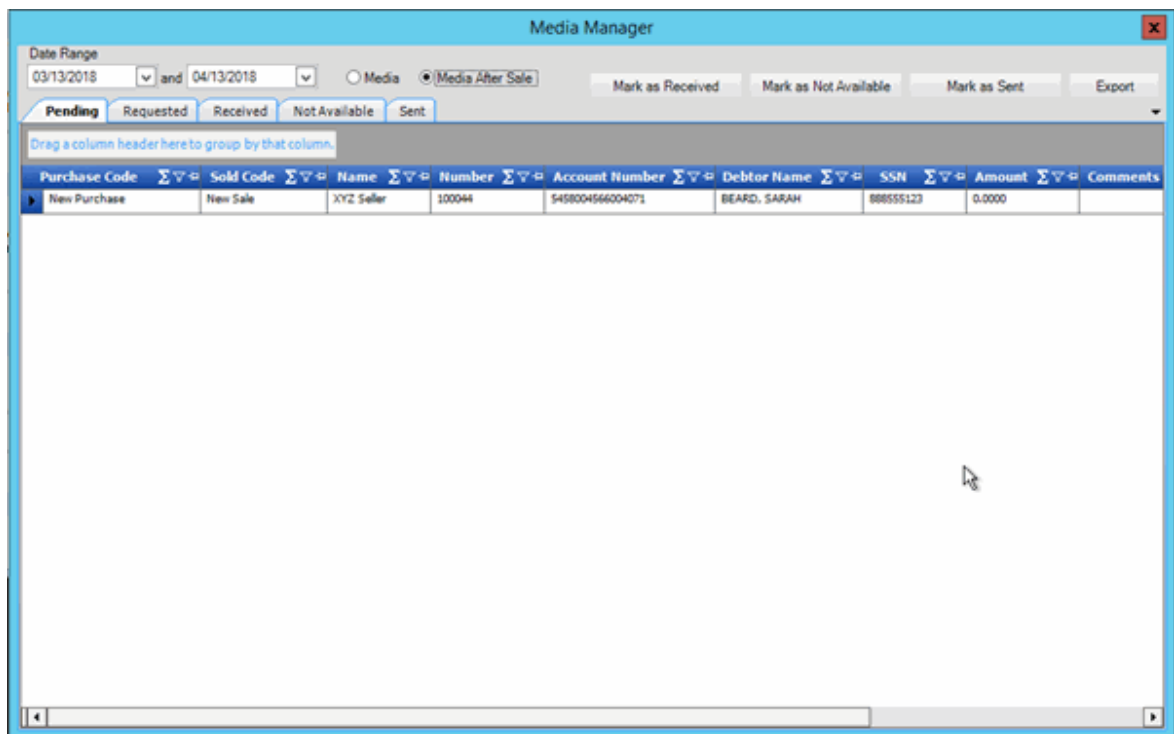 Media Manager
Date Range
03/13/2018 and 04/13/2018 Media Media After Sale Mark as Received Mark as Not Available Mark as Sent Export
Pending Requested Received Not Available Sent
Drag a column header here to group by that column.
Purchase Code Σ Sold Code Σ Name Σ Number Σ Account Number Σ Debtor Name Σ SSN Σ Amount Σ Comments
New Purchase New Sale XYZ Seller 100044 5458004566004071 BEARD, SARAH 888555123 0.0000